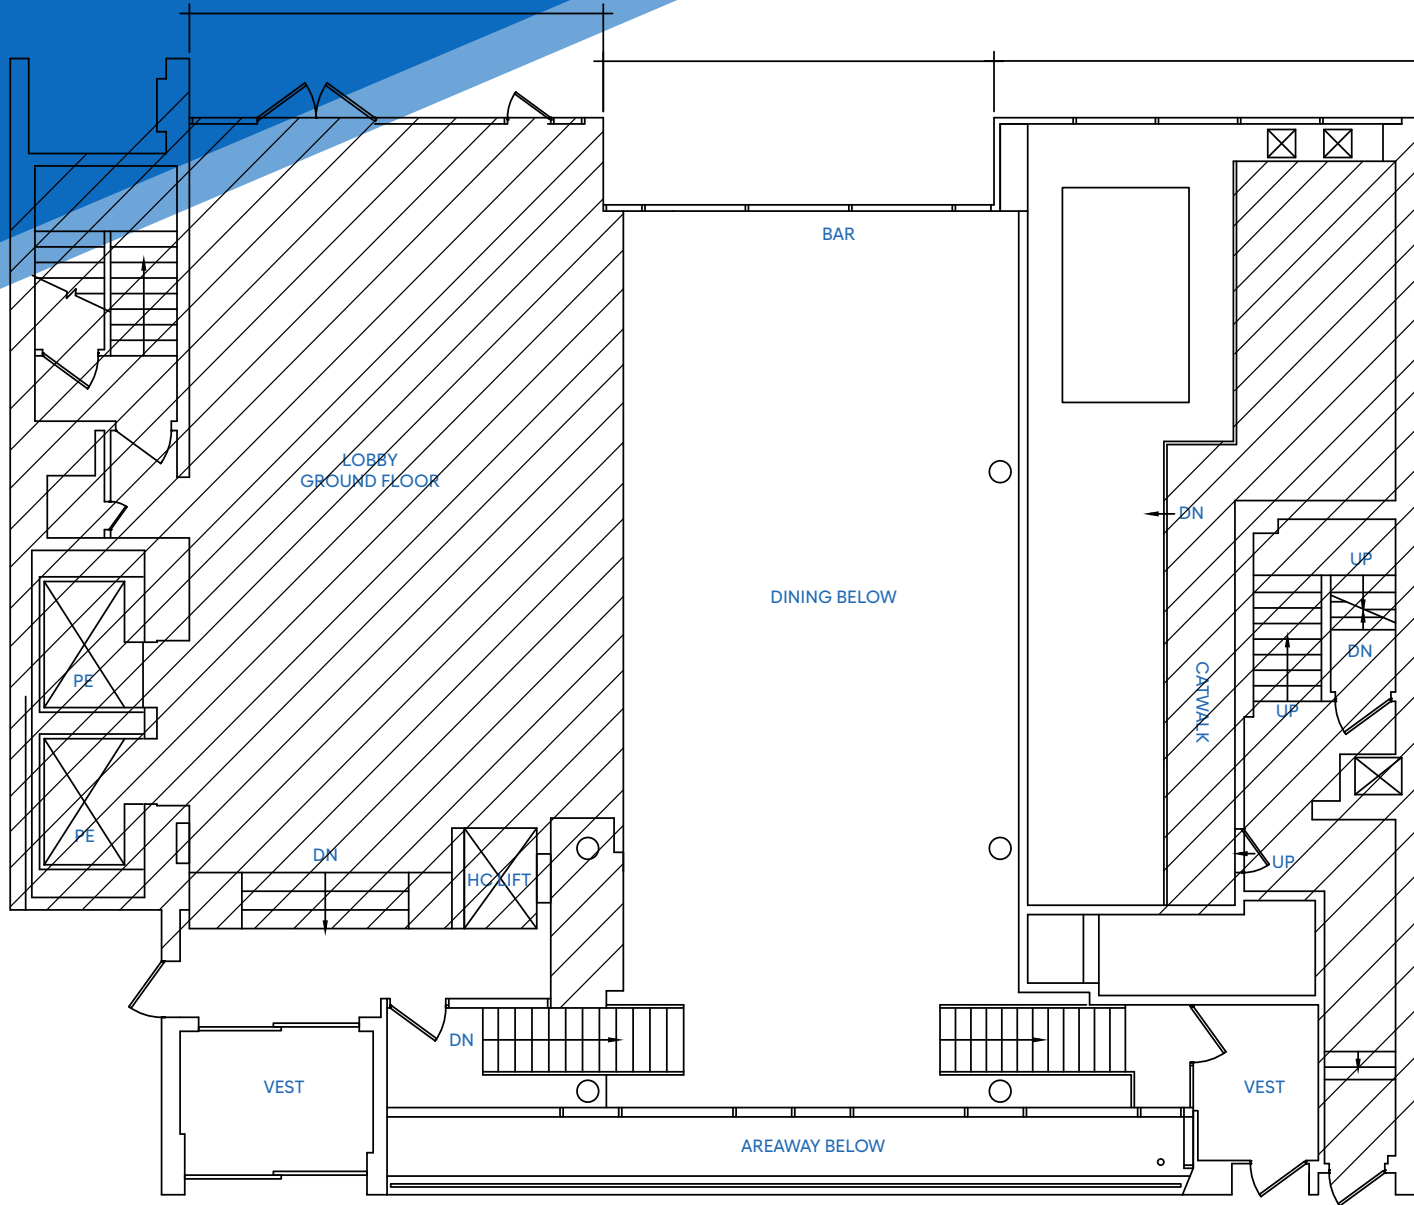 BAR
LOBBY
GROUND FLOOR
DN
UP
DINING BELOW
DN
CATWALK
PE
UP
PE
DN
UP
HC LIFT
DN
VEST
VEST
AREAWAY BELOW